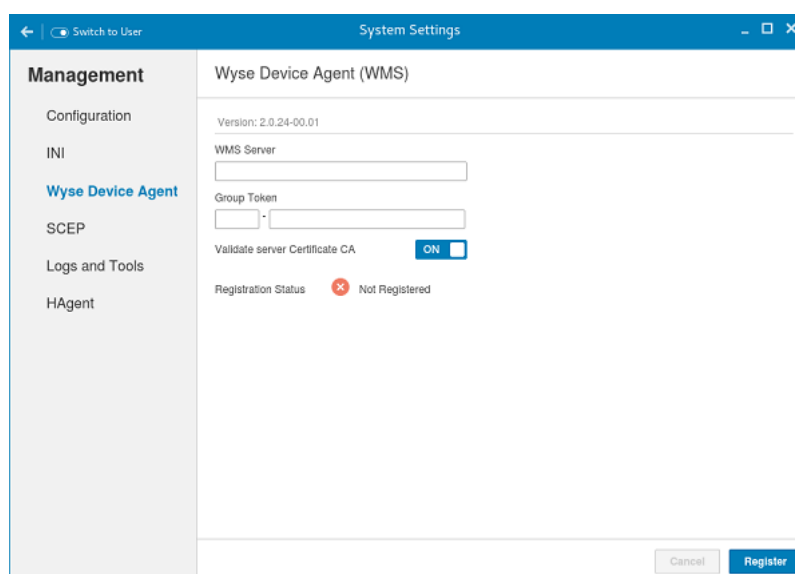 Switch to User
System Settings
Management
Configuration
INI
Wyse Device Agent
SCEP
Logs and Tools
HAgent
Wyse Device Agent (WMS)
Version: 2.0.24-00.01
WMS Server
Group Token
-
Validate server Certificate CA
ON
Registration Status
Not Registered
Cancel
Register